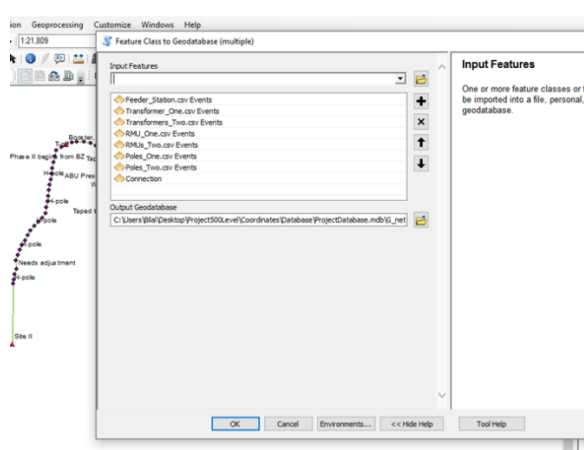 ion Geoprocessing Customize Windows Help
1:21,809
Feature Class to Geodatabase (multiple)
Input Features
Feeder_Station.csv Events
Transformer_One.csv Events
Transformers_Two.csv Events
RMU_One.csv Events
RMUs_Two.csv Events
Poles_One.csv Events
Poles_Two.csv Events
Connection
Output Geodatabase
C:\Users\Bilal\Desktop\Project500Level\Coordinates\Database\ProjectDatabase.mdb\G_net
OK Cancel Environments... << Hide Help Tool Help
Input Features
One or more feature classes or f
be imported into a file, personal,
geodatabase.
Booster,
Phase II begins from BZ Tap
H-pole ABU Pres
H-pole
Taped t
H-pole
H-pole
Needs adjustment
H-pole
Site II